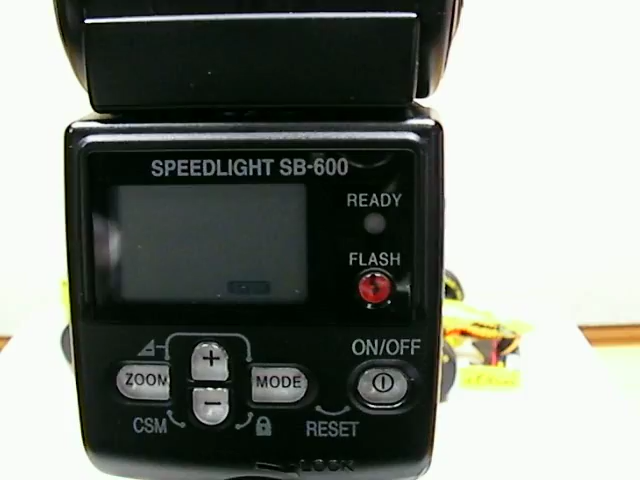 SPEEDLIGHT SB-600
READY
FLASH
ON/OFF
ZOOM
+
-
MODE
CSM
RESET
LOCK